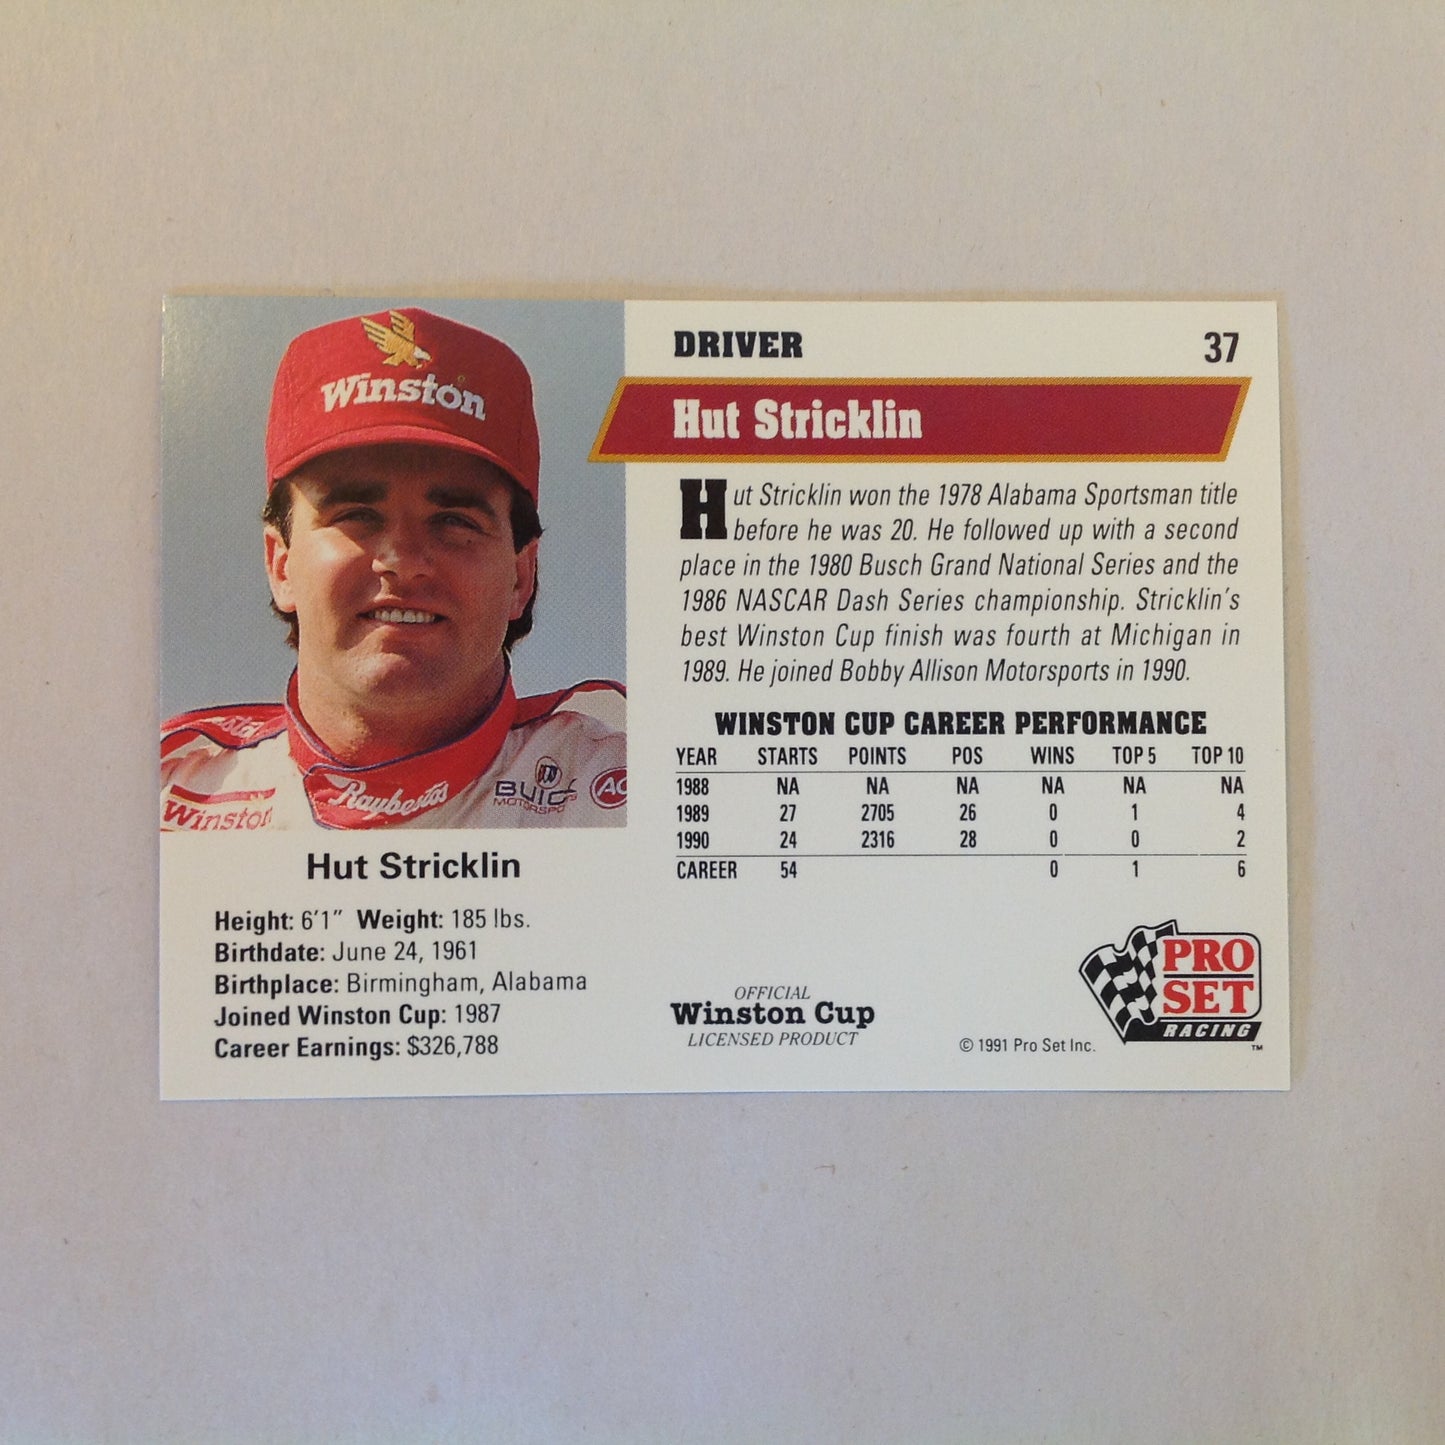 Winston
Raybestos
BUICK
MOTORSPORTS
AC
Winston
Hut Stricklin
Height: 6'1" Weight: 185 lbs.
Birthdate: June 24, 1961
Birthplace: Birmingham, Alabama
Joined Winston Cup: 1987
Career Earnings: $326,788
DRIVER 37
Hut Stricklin
Hut Stricklin won the 1978 Alabama Sportsman title
before he was 20. He followed up with a second
place in the 1980 Busch Grand National Series and the
1986 NASCAR Dash Series championship. Stricklin's
best Winston Cup finish was fourth at Michigan in
1989. He joined Bobby Allison Motorsports in 1990.
WINSTON CUP CAREER PERFORMANCE
YEAR STARTS POINTS POS WINS TOP 5 TOP 10
1988 NA NA NA NA NA NA
1989 27 2705 26 0 1 4
1990 24 2316 28 0 0 2
CAREER 54 0 1 6
OFFICIAL
Winston Cup
LICENSED PRODUCT
© 1991 Pro Set Inc.
PRO
SET
RACING
™